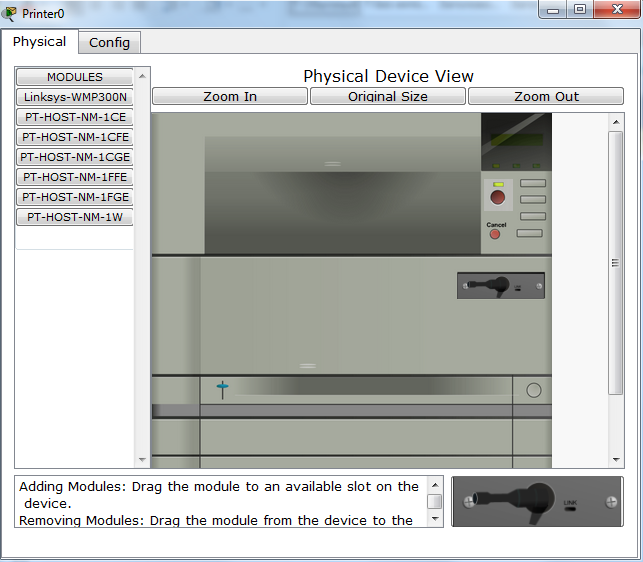 Printer0
Physical
Config
MODULES
Linksys-WMP300N
PT-HOST-NM-1CE
PT-HOST-NM-1CFE
PT-HOST-NM-1CGE
PT-HOST-NM-1FFE
PT-HOST-NM-1FGE
PT-HOST-NM-1W
Physical Device View
Zoom In
Original Size
Zoom Out
Cancel
Adding Modules: Drag the module to an available slot on the
device.
Removing Modules: Drag the module from the device to the
LINK